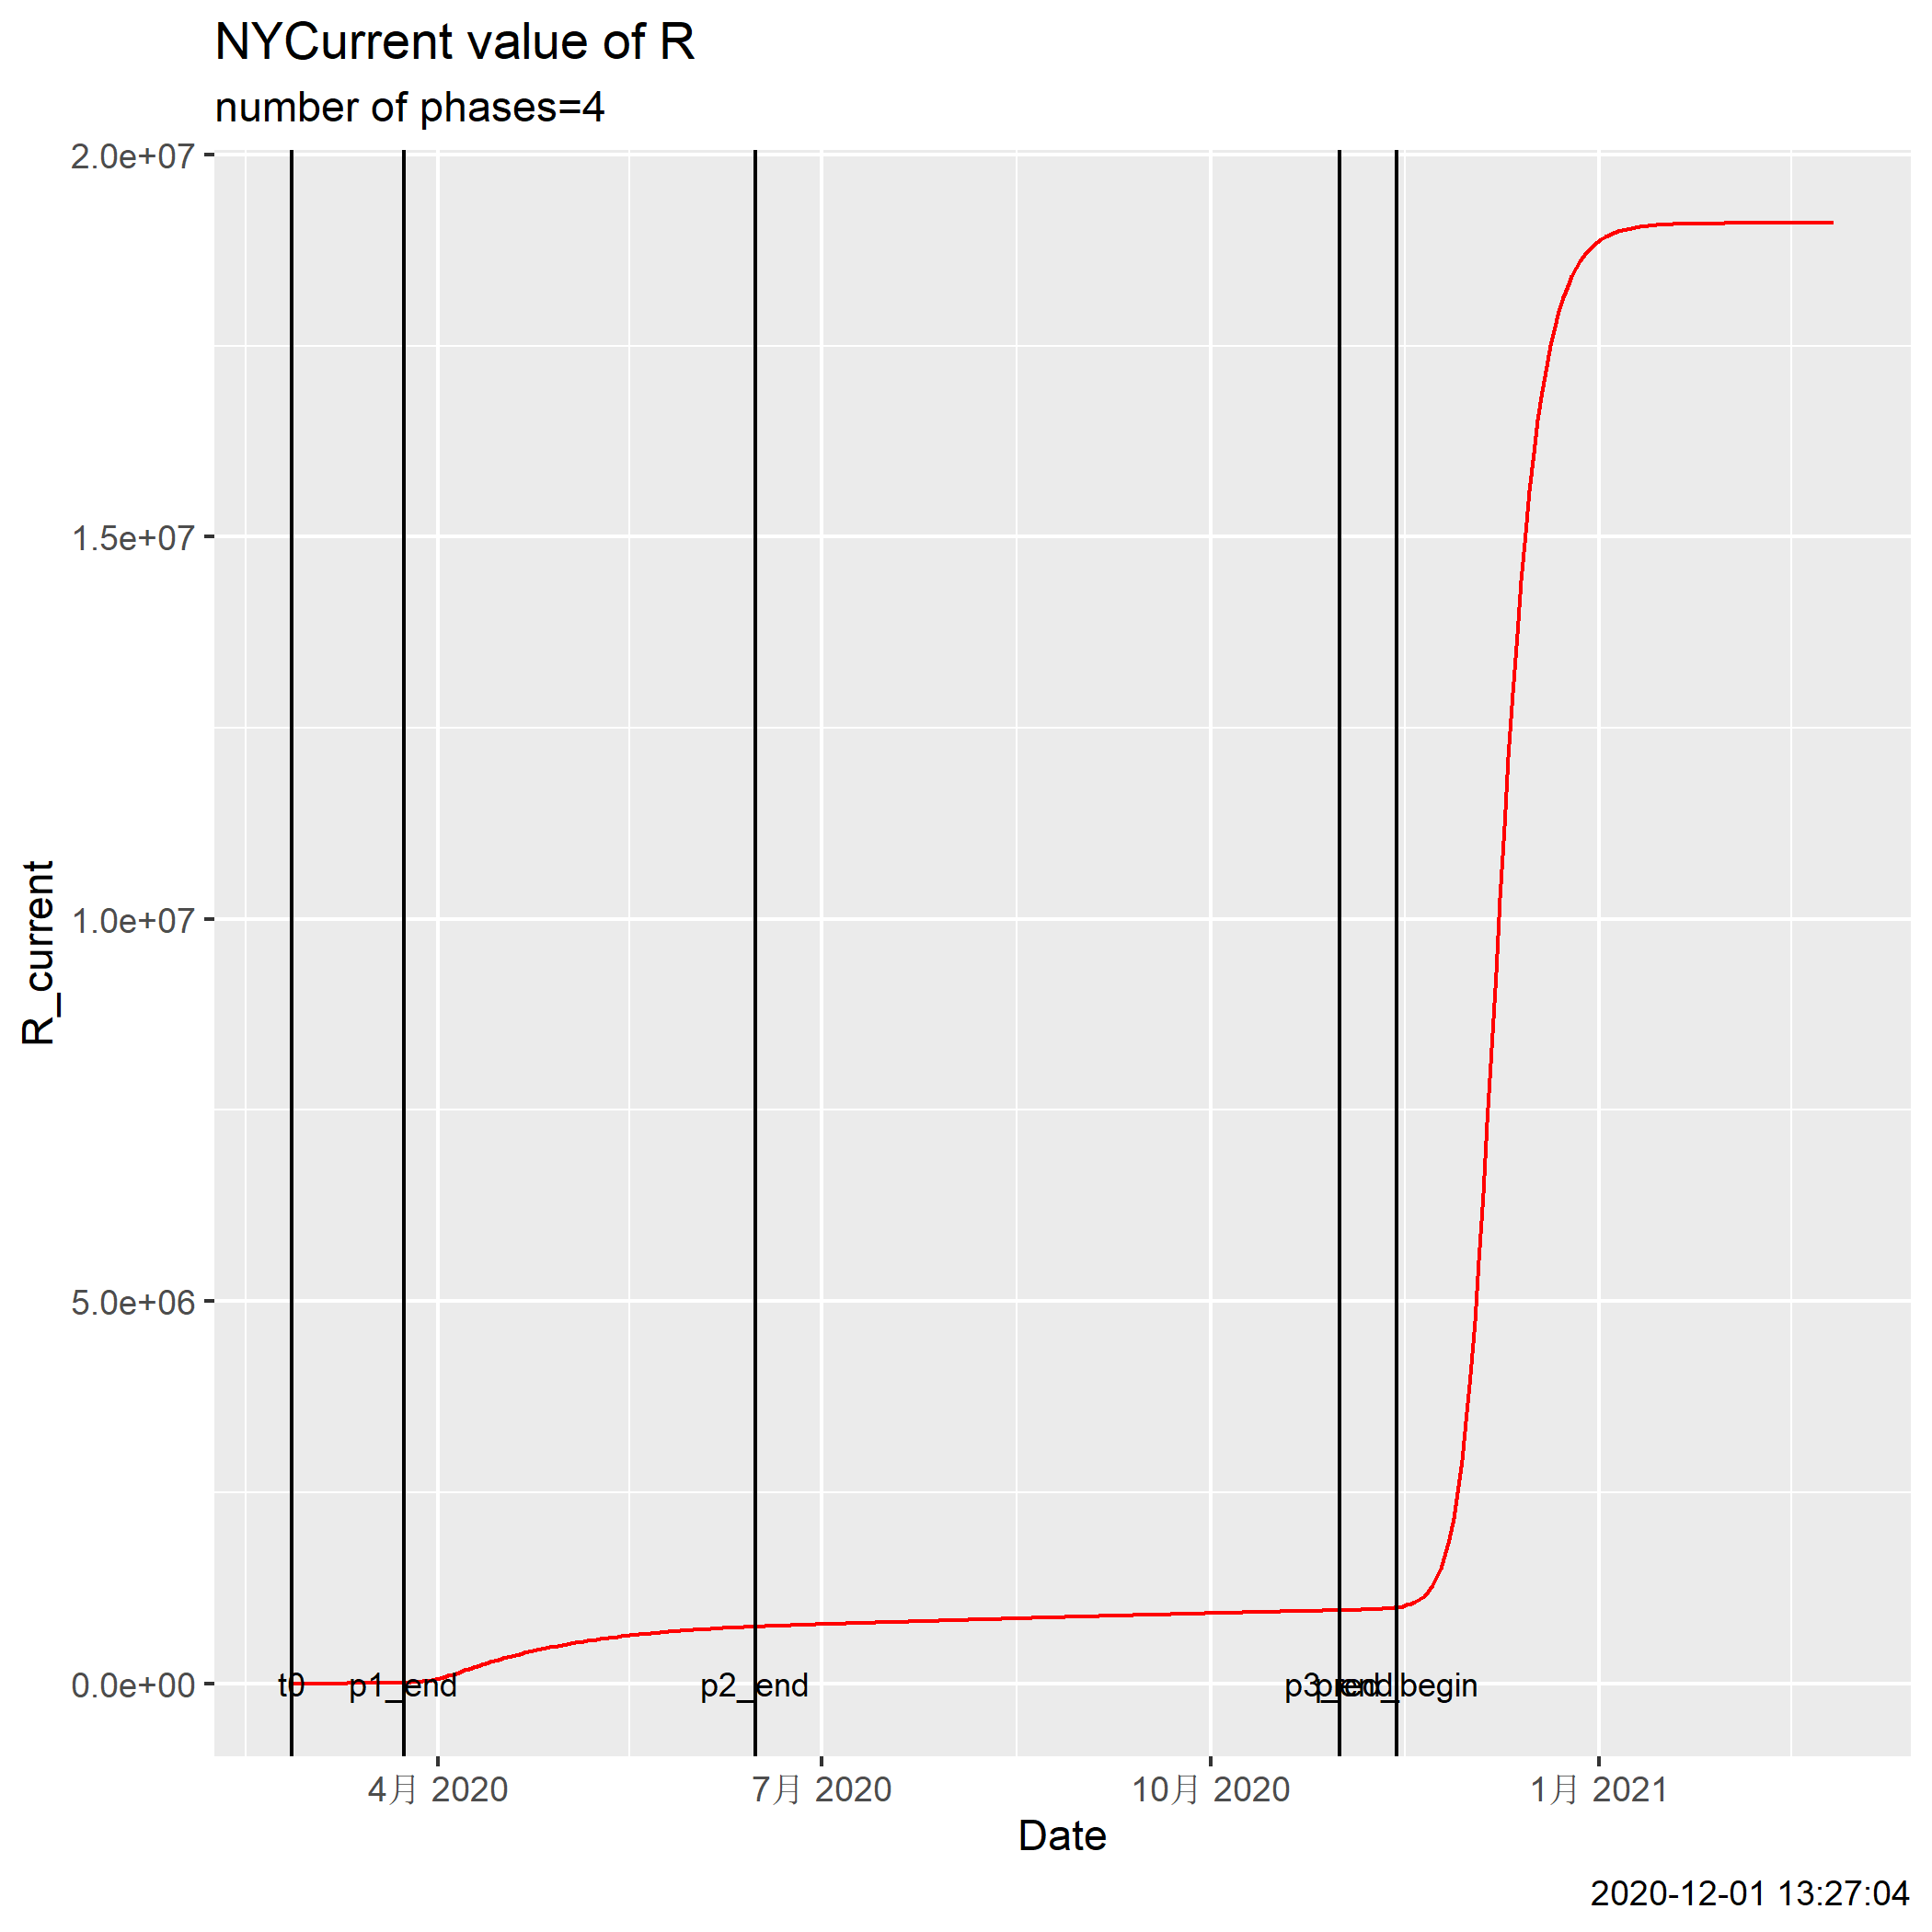 NYCurrent value of R
number of phases=4
2.0e+07
1.5e+07
1.0e+07
5.0e+06
0.0e+00
R_current
t0
p1_end
p2_end
p3_end
pred_begin
4月 2020
7月 2020
10月 2020
1月 2021
Date
2020-12-01 13:27:04